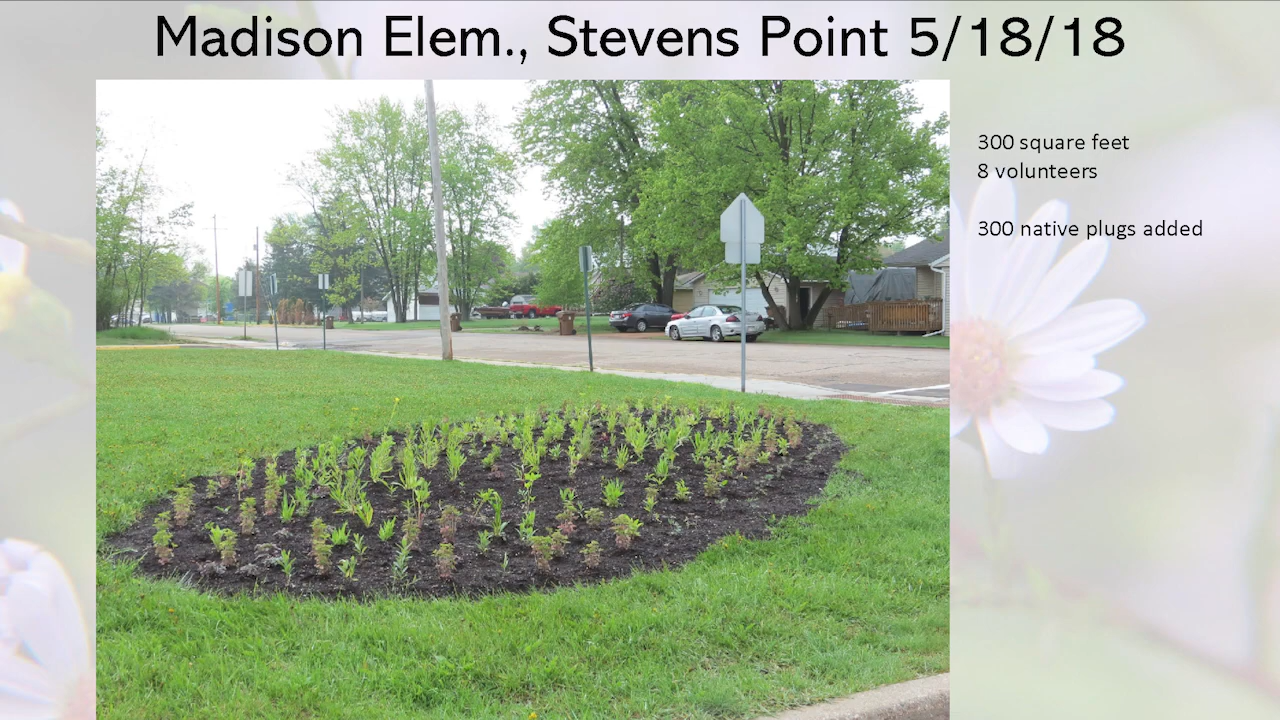 Madison Elem., Stevens Point 5/18/18
300 square feet
8 volunteers
300 native plugs added